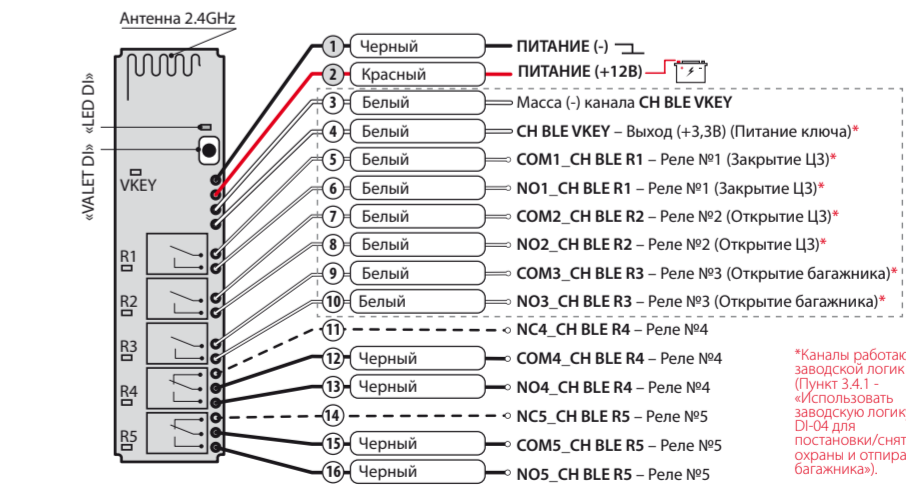 Антенна 2.4GHz
«LED DI»
«VALET DI»
VKEY
R1
R2
R3
R4
R5
1 Черный ПИТАНИЕ (-)
2 Красный ПИТАНИЕ (+12В)
3 Белый Масса (-) канала CH BLE VKEY
4 Белый CH BLE VKEY – Выход (+3,3В) (Питание ключа)*
5 Белый COM1_CH BLE R1 – Реле №1 (Закрытие ЦЗ)*
6 Белый NO1_CH BLE R1 – Реле №1 (Закрытие ЦЗ)*
7 Белый COM2_CH BLE R2 – Реле №2 (Открытие ЦЗ)*
8 Белый NO2_CH BLE R2 – Реле №2 (Открытие ЦЗ)*
9 Белый COM3_CH BLE R3 – Реле №3 (Открытие багажника)*
10 Белый NO3_CH BLE R3 – Реле №3 (Открытие багажника)*
11 NC4_CH BLE R4 – Реле №4
12 Черный COM4_CH BLE R4 – Реле №4
13 Черный NO4_CH BLE R4 – Реле №4
14 NC5_CH BLE R5 – Реле №5
15 Черный COM5_CH BLE R5 – Реле №5
16 Черный NO5_CH BLE R5 – Реле №5
*Каналы
заводской
(Пункт 3.4.1 -
«Использовать
заводскую
DI-04 для
постановки/
охраны и
багажника»).